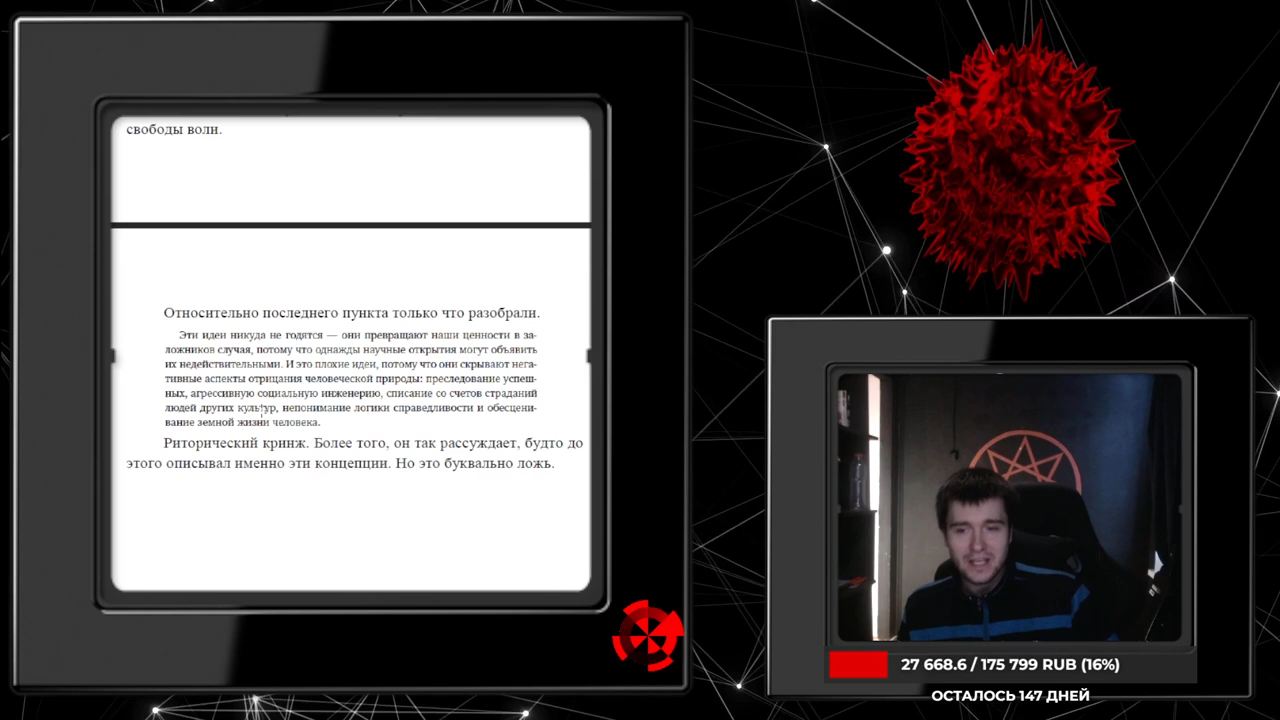 свободы воли.
Относительно последнего пункта только что разобрали.
Эти идеи никуда не годятся — они превращают наши ценности в за-
ложников случая, потому что однажды научные открытия могут объявить
их недействительными. И это плохие идеи, потому что они скрывают нега-
тивные аспекты отрицания человеческой природы: преследование успеш-
ных, агрессивную социальную инженерию, списание со счетов страданий
людей других культур, непонимание логики справедливости и обесцени-
вание земной жизни человека.
Риторический кринж. Более того, он так рассуждает, будто до
этого описывал именно эти концепции. Но это буквально ложь.
27 668.6 / 175 799 RUB (16%)
ОСТАЛОСЬ 147 ДНЕЙ